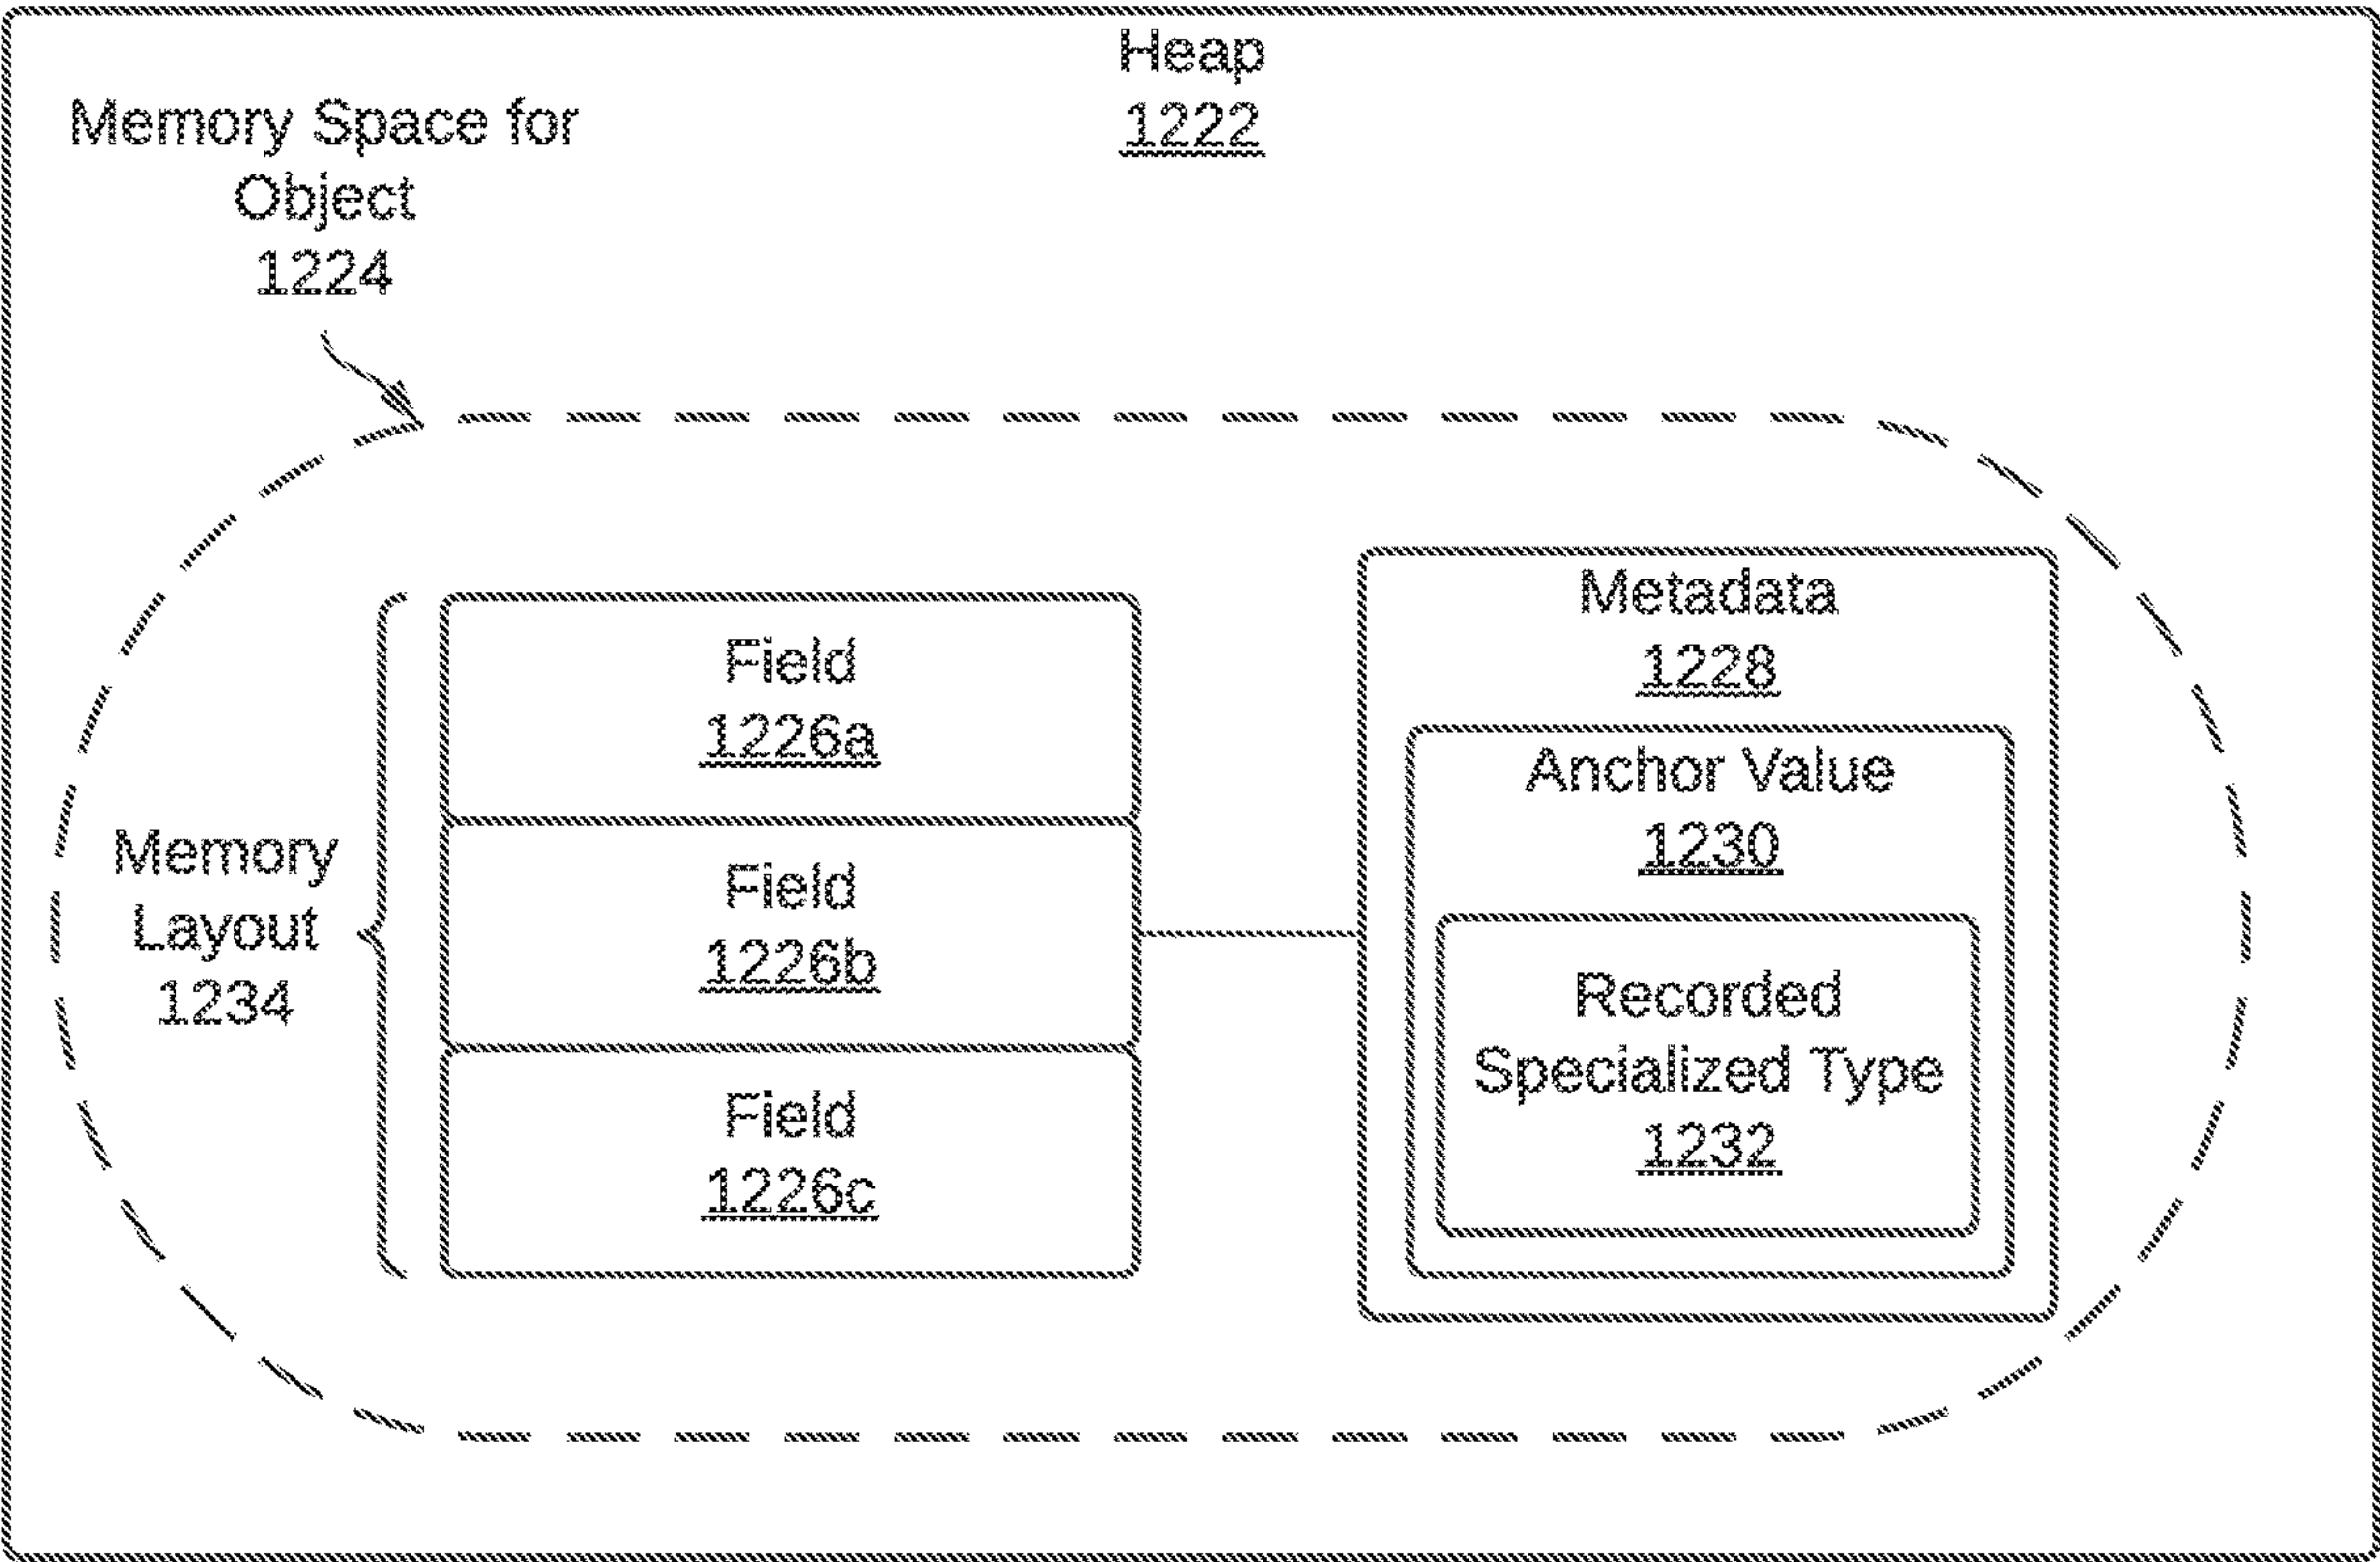 Heap
1222
Memory Space for
Object
1224
Memory
Layout
1234
Field
1226a
Field
1226b
Field
1226c
Metadata
1228
Anchor Value
1230
Recorded
Specialized Type
1232